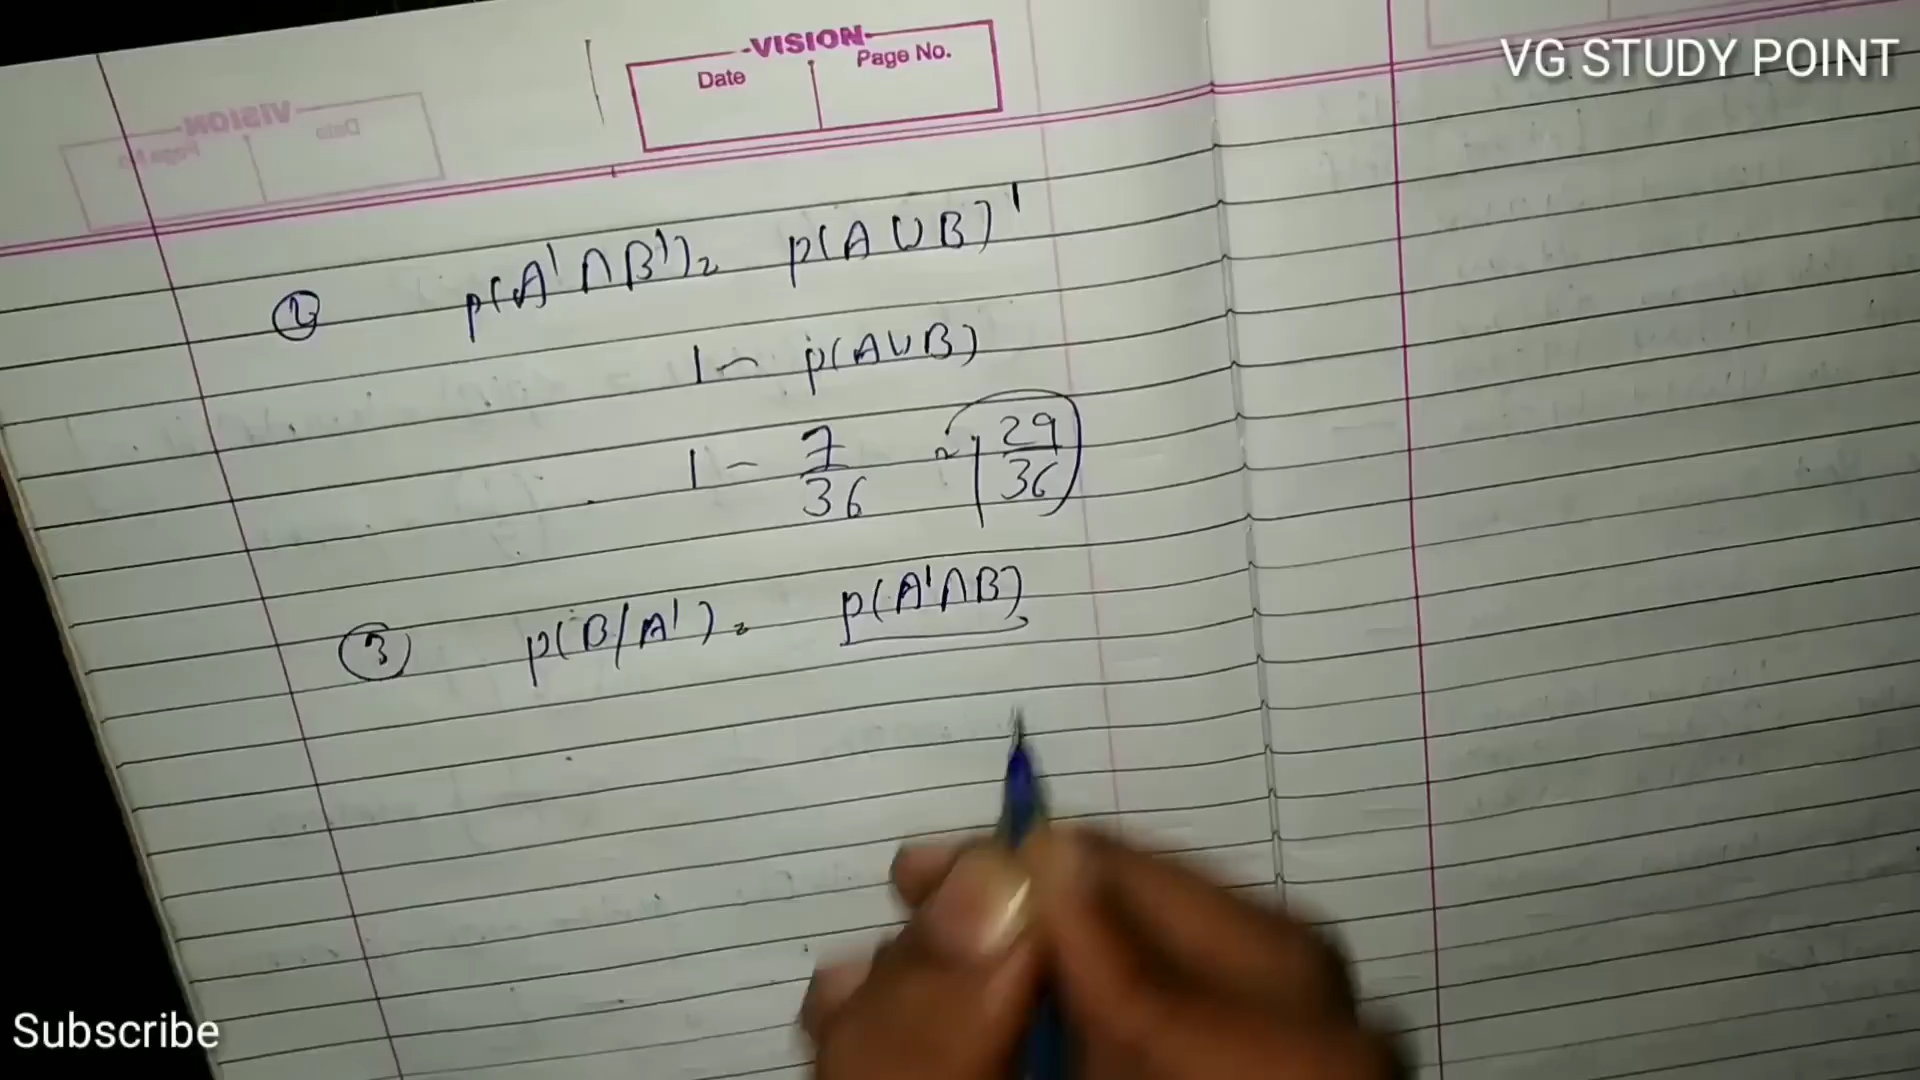 VG STUDY POINT
-VISION-
Date Page No.
② p(A'∩B') = p(A∪B)'
1 - p(A∪B)
1 - 7/36 = 29/36
③ p(B/A') = p(A'∩B)
Subscribe